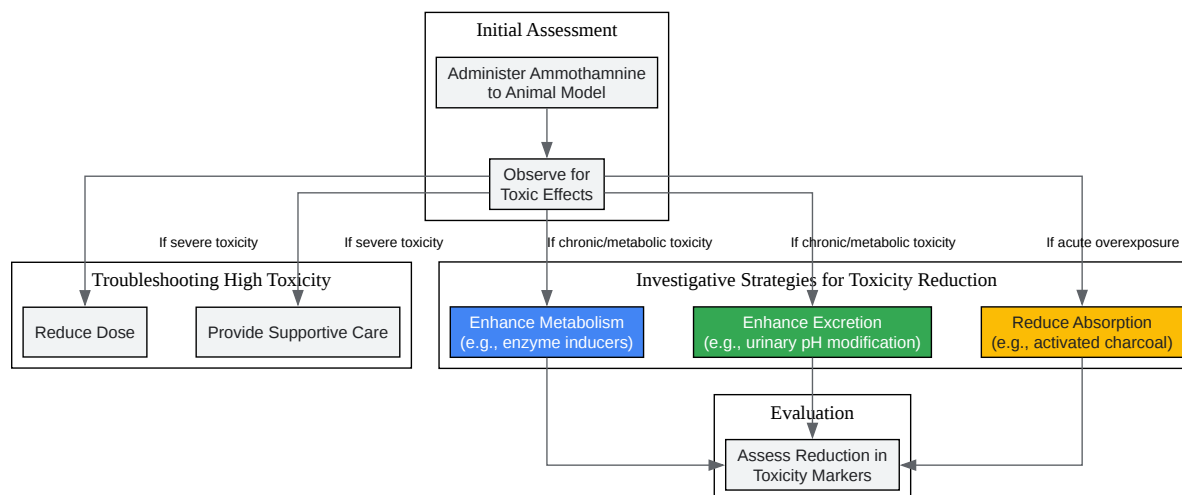 Initial Assessment
Administer Ammothamnine
to Animal Model
Observe for
Toxic Effects
If severe toxicity
If severe toxicity
If chronic/metabolic toxicity
If chronic/metabolic toxicity
If acute overexposure
Troubleshooting High Toxicity
Investigative Strategies for Toxicity Reduction
Reduce Dose
Provide Supportive Care
Enhance Metabolism
(e.g., enzyme inducers)
Enhance Excretion
(e.g., urinary pH modification)
Reduce Absorption
(e.g., activated charcoal)
Evaluation
Assess Reduction in
Toxicity Markers